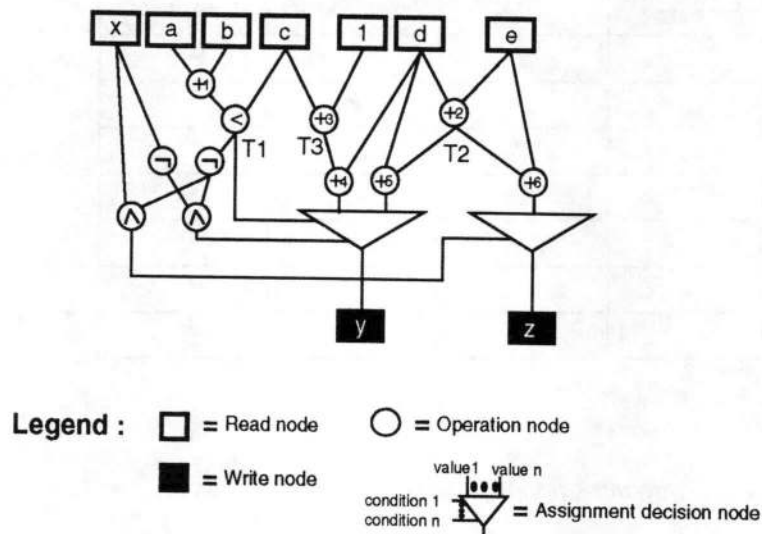 x a b c 1 d e
+1
< +3 +2
T1 T3 T2
¬ ¬
+4 +5 +6
∧ ∧
y z
Legend : = Read node = Operation node
= Write node
value1 value n
condition 1
condition n
= Assignment decision node